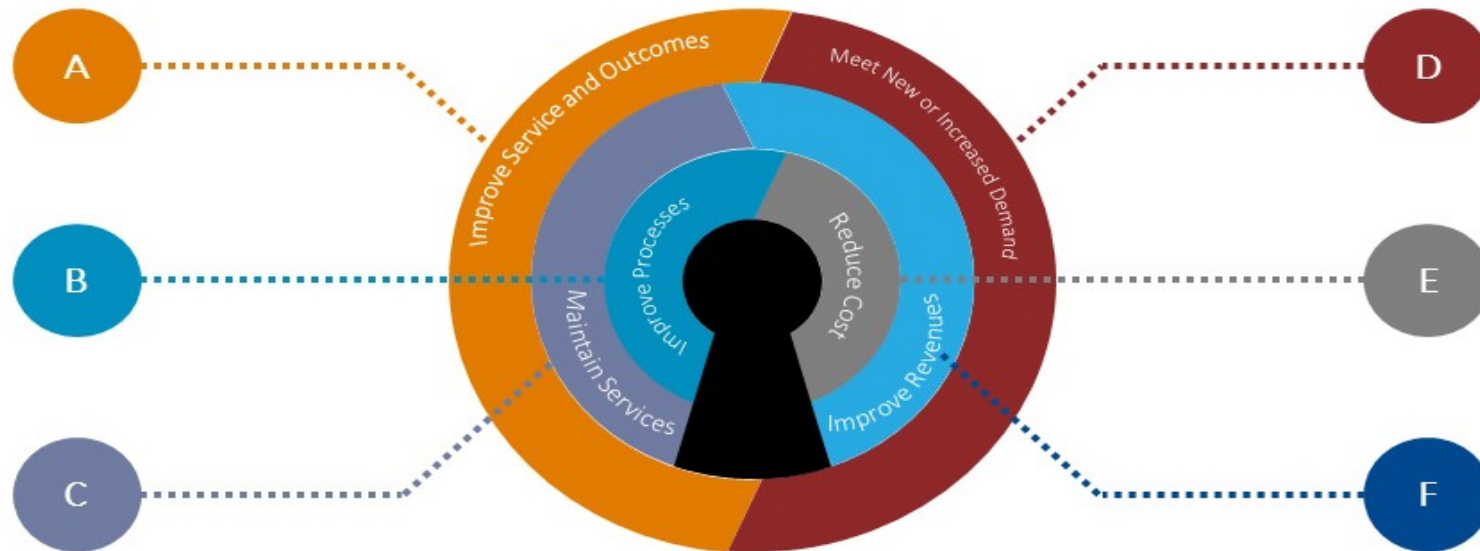 A
Improve Service and Outcomes
Meet New or Increased Demand
D
B
Improve Processes
Reduce Cost
E
Maintain Services
Improve Revenues
C
F